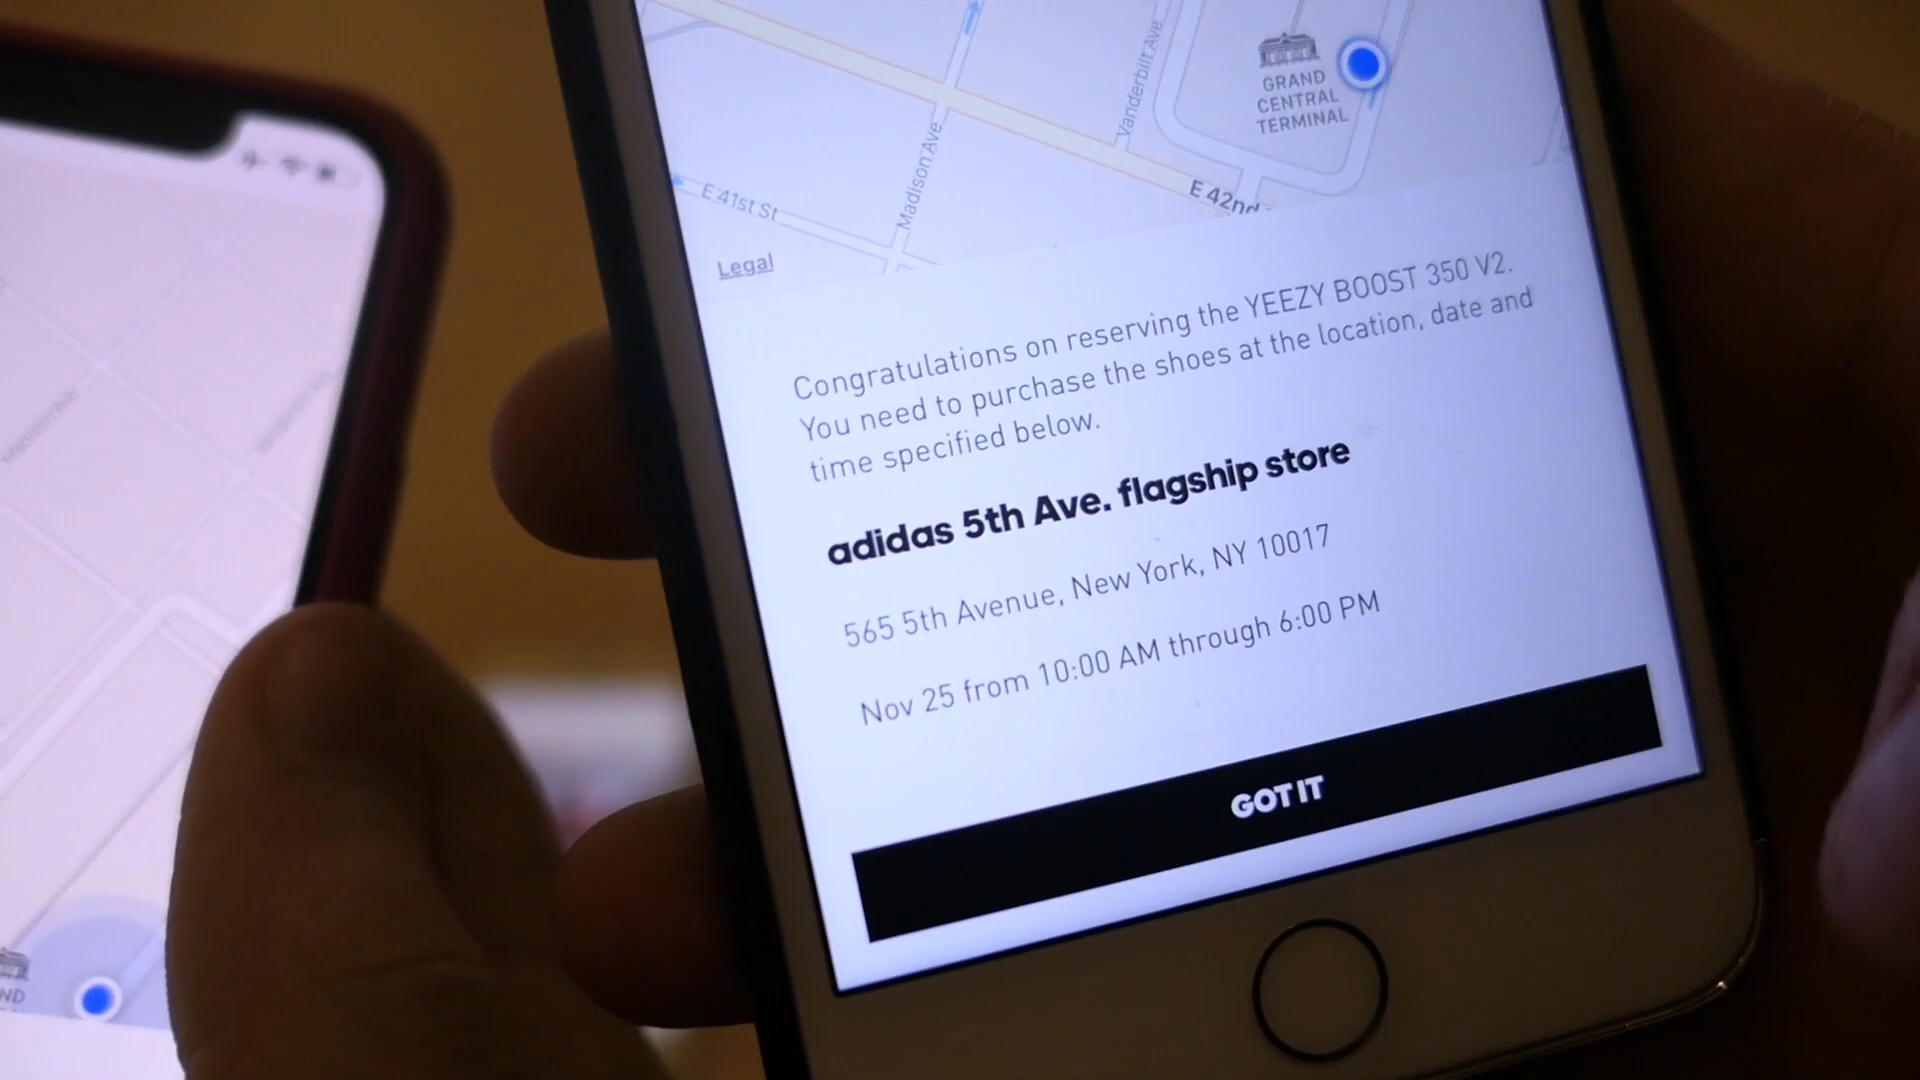 GRAND
CENTRAL
TERMINAL
Vanderbilt Ave
Madison Ave
E 41st St
E 42nd
Legal
Congratulations on reserving the YEEZY BOOST 350 V2.
You need to purchase the shoes at the location, date and
time specified below.
adidas 5th Ave. flagship store
565 5th Avenue, New York, NY 10017
Nov 25 from 10:00 AM through 6:00 PM
GOT IT
ND